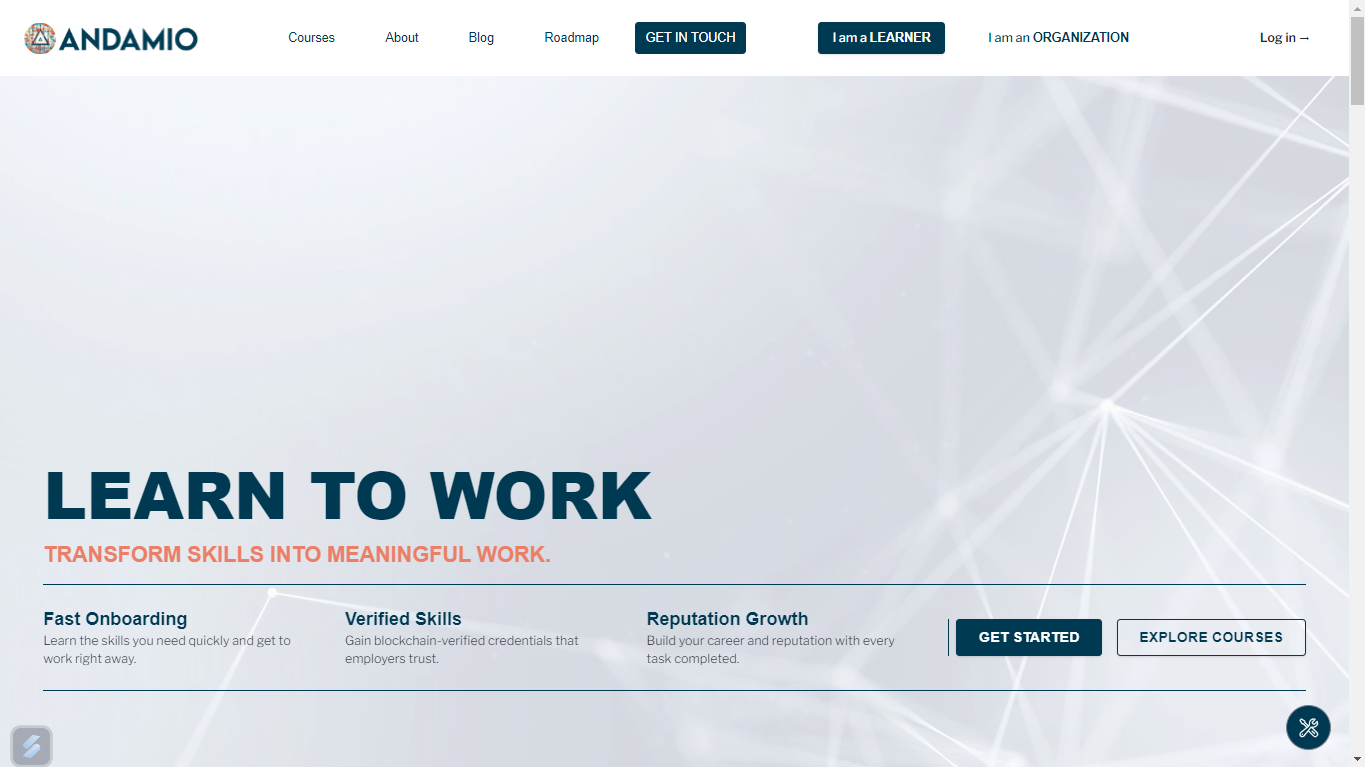 ANDAMIO
Courses
About
Blog
Roadmap
GET IN TOUCH
I am a LEARNER
I am an ORGANIZATION
Log in →
LEARN TO WORK
TRANSFORM SKILLS INTO MEANINGFUL WORK.
Fast Onboarding
Learn the skills you need quickly and get to
work right away.
Verified Skills
Gain blockchain-verified credentials that
employers trust.
Reputation Growth
Build your career and reputation with every
task completed.
GET STARTED
EXPLORE COURSES